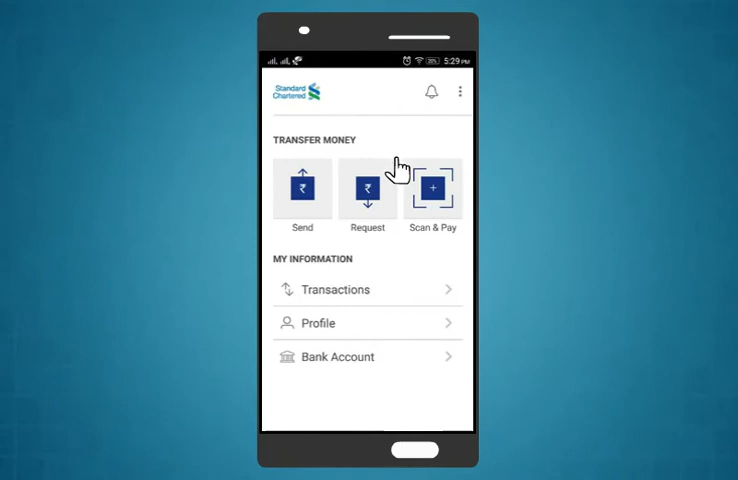 5:29 PM
Standard
Chartered
TRANSFER MONEY
₹
₹
+
Send
Request
Scan & Pay
MY INFORMATION
Transactions
Profile
Bank Account